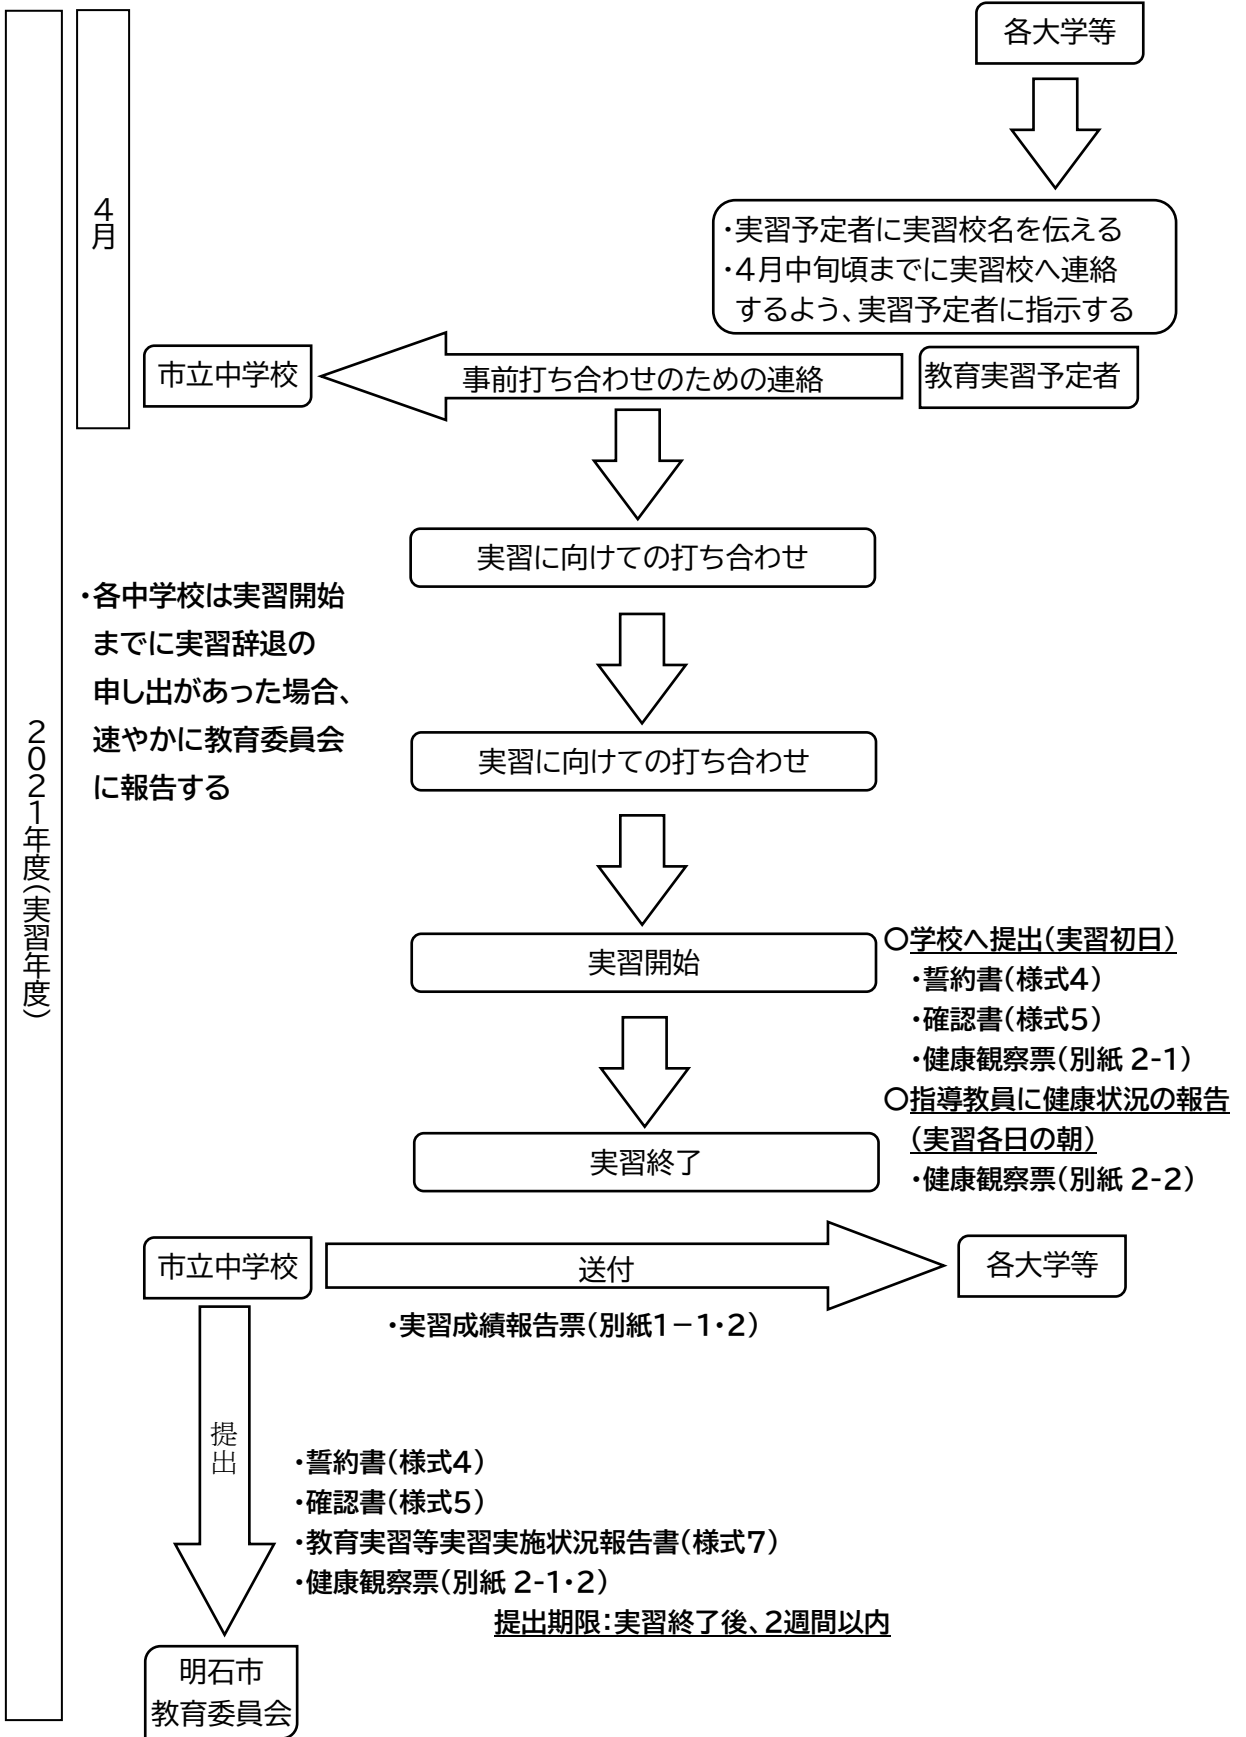 各大学等
４月
・実習予定者に実習校名を伝える
・４月中旬頃までに実習校へ連絡
するよう、実習予定者に指示する
市立中学校
事前打ち合わせのための連絡
教育実習予定者
実習に向けての打ち合わせ
・各中学校は実習開始
までに実習辞退の
申し出があった場合、
速やかに教育委員会
に報告する
２０２１年度（実習年度）
実習に向けての打ち合わせ
実習開始
○学校へ提出（実習初日）
・誓約書（様式４）
・確認書（様式５）
・健康観察票（別紙 2-1）
○指導教員に健康状況の報告
（実習各日の朝）
・健康観察票（別紙 2-2）
実習終了
市立中学校
送付
各大学等
・実習成績報告票（別紙１－１・２）
提出
・誓約書（様式４）
・確認書（様式５）
・教育実習等実習実施状況報告書（様式７）
・健康観察票（別紙 2-1・2）
提出期限：実習終了後、２週間以内
明石市
教育委員会